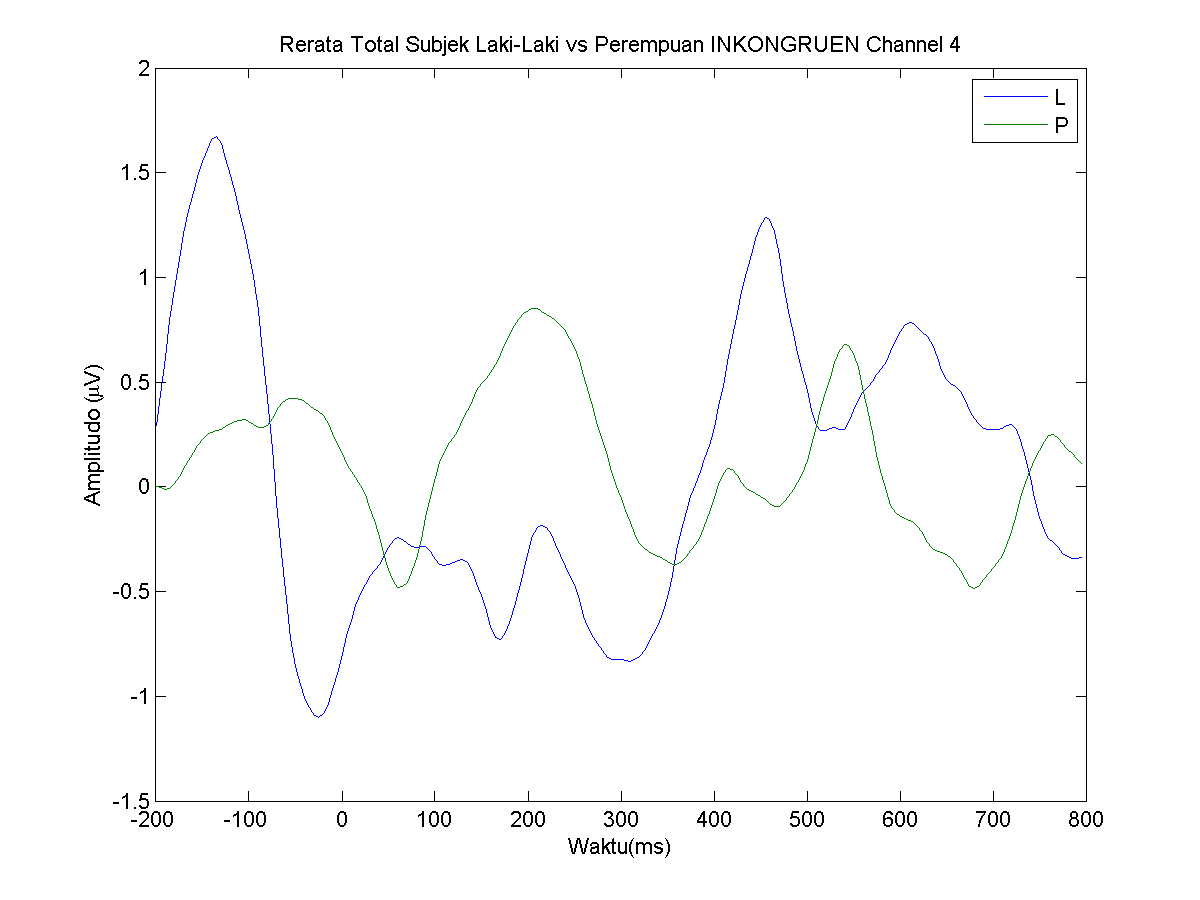 Rerata Total Subjek Laki-Laki vs Perempuan INKONGRUEN Channel 4
2
1.5
1
0.5
0
-0.5
-1
-1.5
Amplitudo (µV)
L
P
-200 -100 0 100 200 300 400 500 600 700 800
Waktu(ms)